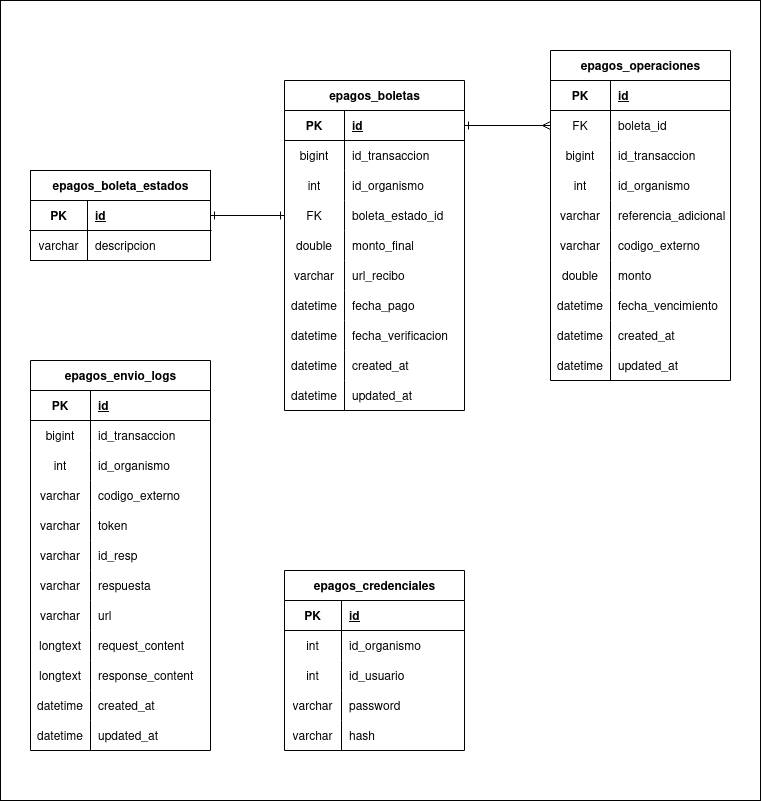 epagos_boleta_estados
PK id
varchar descripcion
epagos_boletas
PK id
bigint id_transaccion
int id_organismo
FK boleta_estado_id
double monto_final
varchar url_recibo
datetime fecha_pago
datetime fecha_verificacion
datetime created_at
datetime updated_at
epagos_operaciones
PK id
FK boleta_id
bigint id_transaccion
int id_organismo
varchar referencia_adicional
varchar codigo_externo
double monto
datetime fecha_vencimiento
datetime created_at
datetime updated_at
epagos_envio_logs
PK id
bigint id_transaccion
int id_organismo
varchar codigo_externo
varchar token
varchar id_resp
varchar respuesta
varchar url
longtext request_content
longtext response_content
datetime created_at
datetime updated_at
epagos_credenciales
PK id
int id_organismo
int id_usuario
varchar password
varchar hash